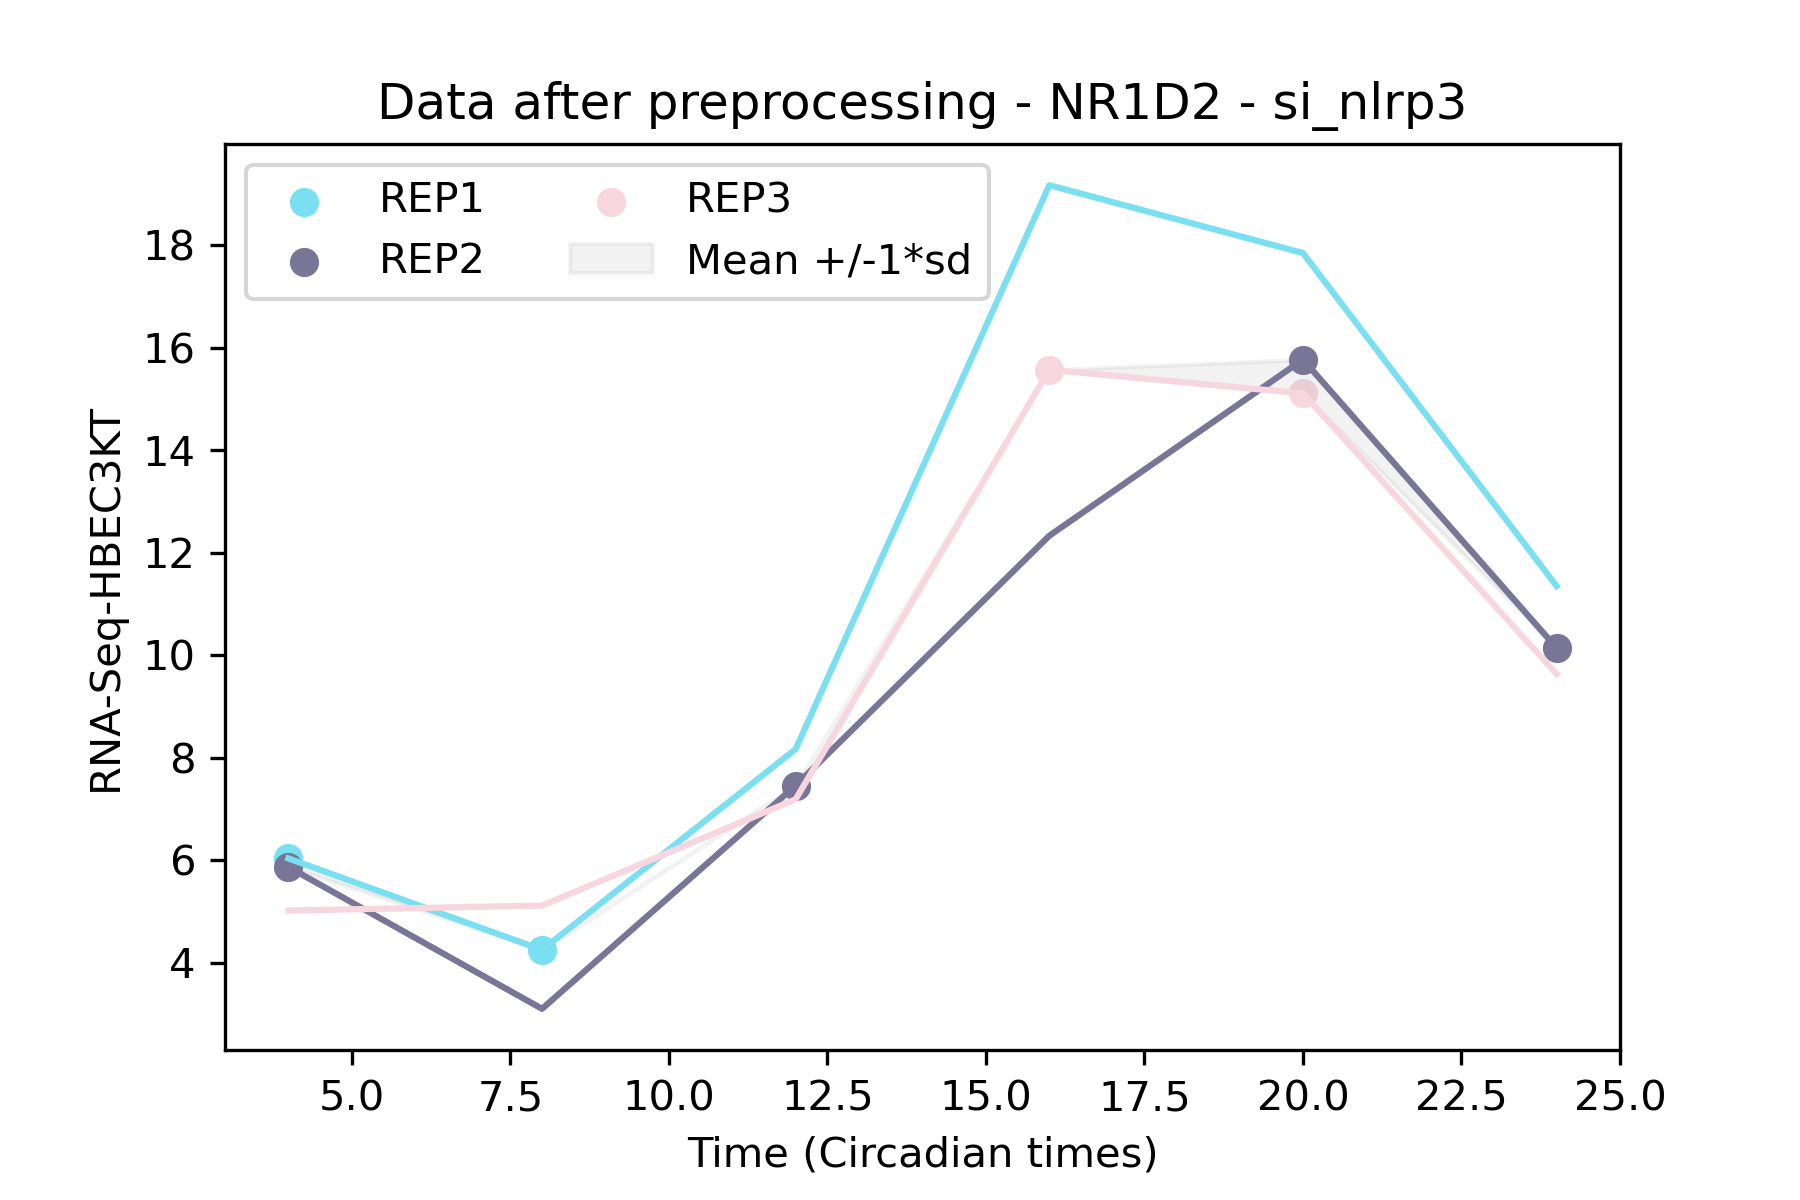 Data after preprocessing - NR1D2 - si_nlrp3
REP1
REP2
REP3
Mean +/-1*sd
18
16
14
12
10
8
6
4
RNA-Seq-HBEC3KT
5.0 7.5 10.0 12.5 15.0 17.5 20.0 22.5 25.0
Time (Circadian times)